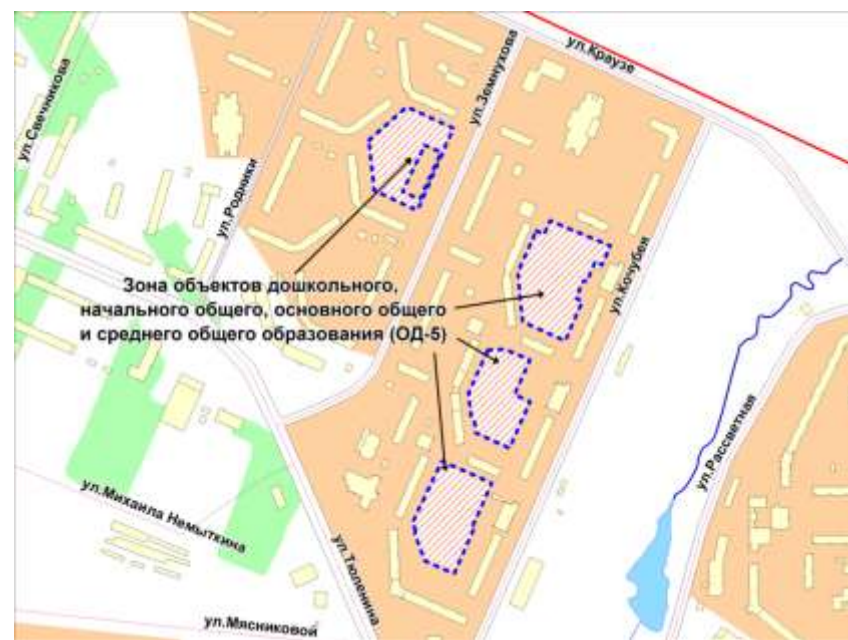 ул.Краузе
ул.Земнухова
ул.Свечникова
ул.Родники
ул.Кочубея
Зона объектов дошкольного,
начального общего, основного общего
и среднего общего образования (ОД-5)
ул.Рассветная
ул.Михаила Немыткина
ул.Тюленина
ул.Мясниковой